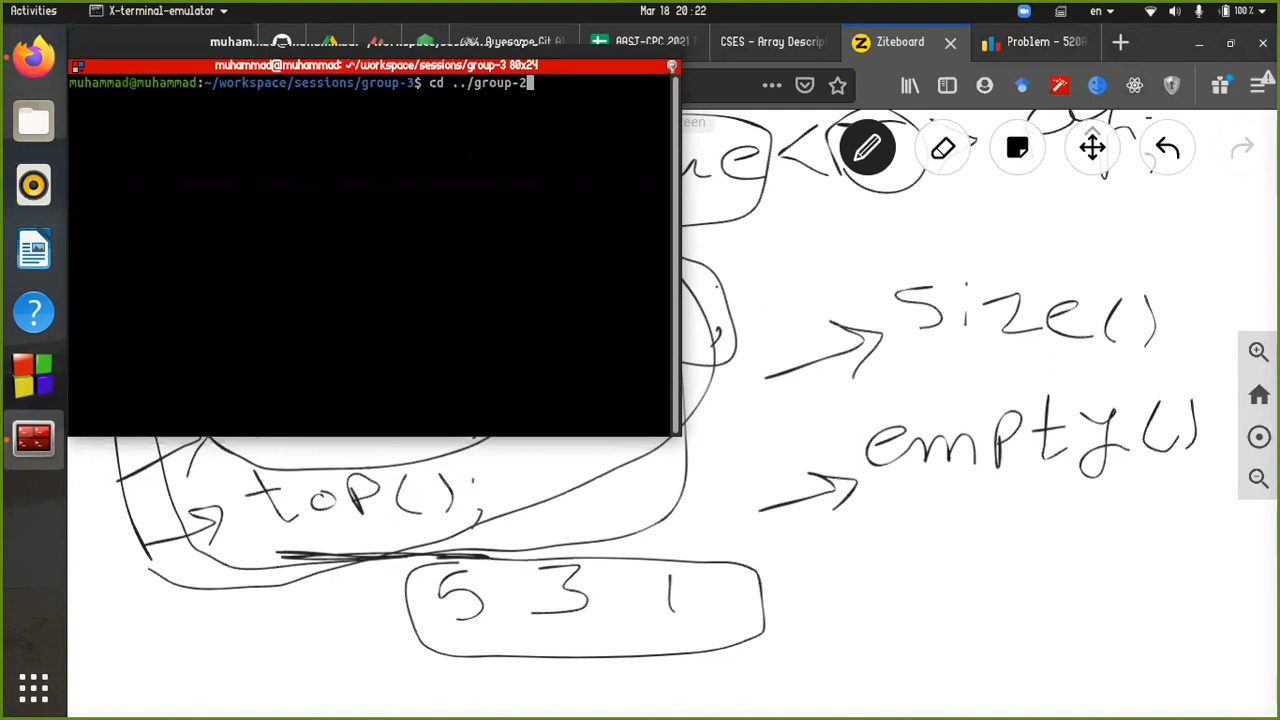 Activities X-terminal-emulator Mar 18 20:22 en 100 %
AAST-CPC 2021 CSES - Array Descrip Ziteboard Problem - 520A
muhammad@muhammad: ~/workspace/sessions/group-3 80x24
muhammad@muhammad:~/workspace/sessions/group-3$ cd ../group-2
een
<
size()
empty()
top();
5 3 1